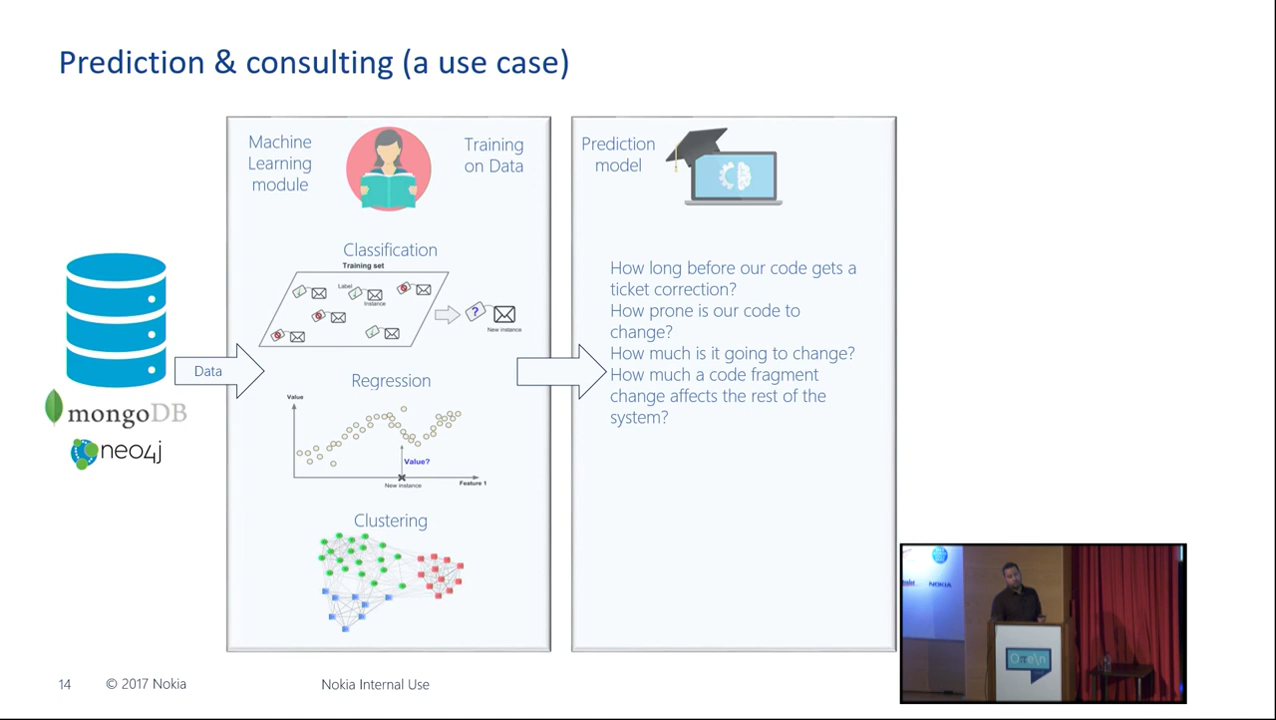 Prediction & consulting (a use case)
Machine
Learning
module
Training
on Data
Prediction
model
Classification
Training set
Label
Instance
?
New instance
Data
mongoDB
neo4j
Regression
Value
Value?
New instance
Feature 1
Clustering
How long before our code gets a
ticket correction?
How prone is our code to
change?
How much is it going to change?
How much a code fragment
change affects the rest of the
system?
NOKIA
14
© 2017 Nokia
Nokia Internal Use